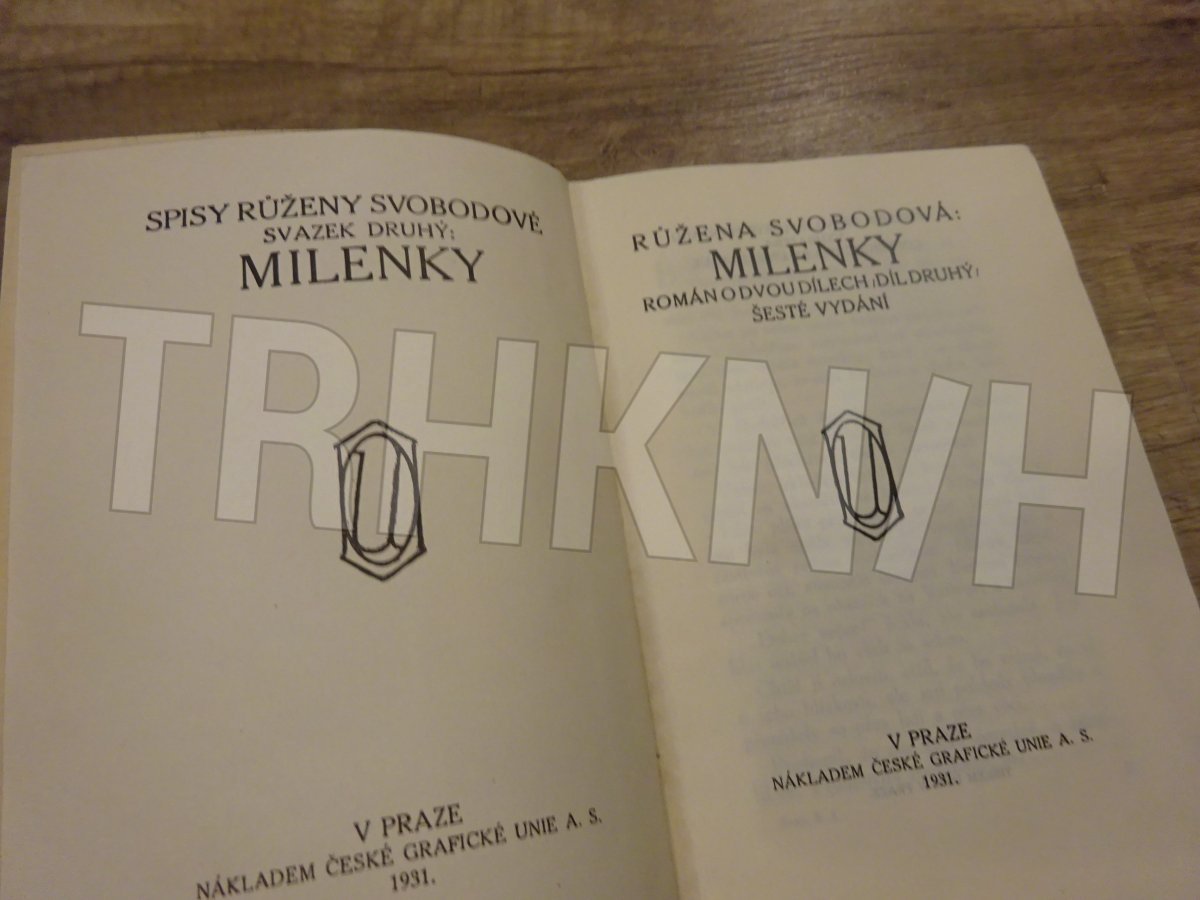 SPISY RŮŽENY SVOBODOVÉ
SVAZEK DRUHÝ:
MILENKY
V PRAZE
NÁKLADEM ČESKÉ GRAFICKÉ UNIE A. S.
1931.
RŮŽENA SVOBODOVÁ:
MILENKY
ROMÁN O DVOU DÍLECH / DÍL DRUHÝ /
ŠESTÉ VYDÁNÍ
U
V PRAZE
NÁKLADEM ČESKÉ GRAFICKÉ UNIE A. S.
1931.
TRHKNIH